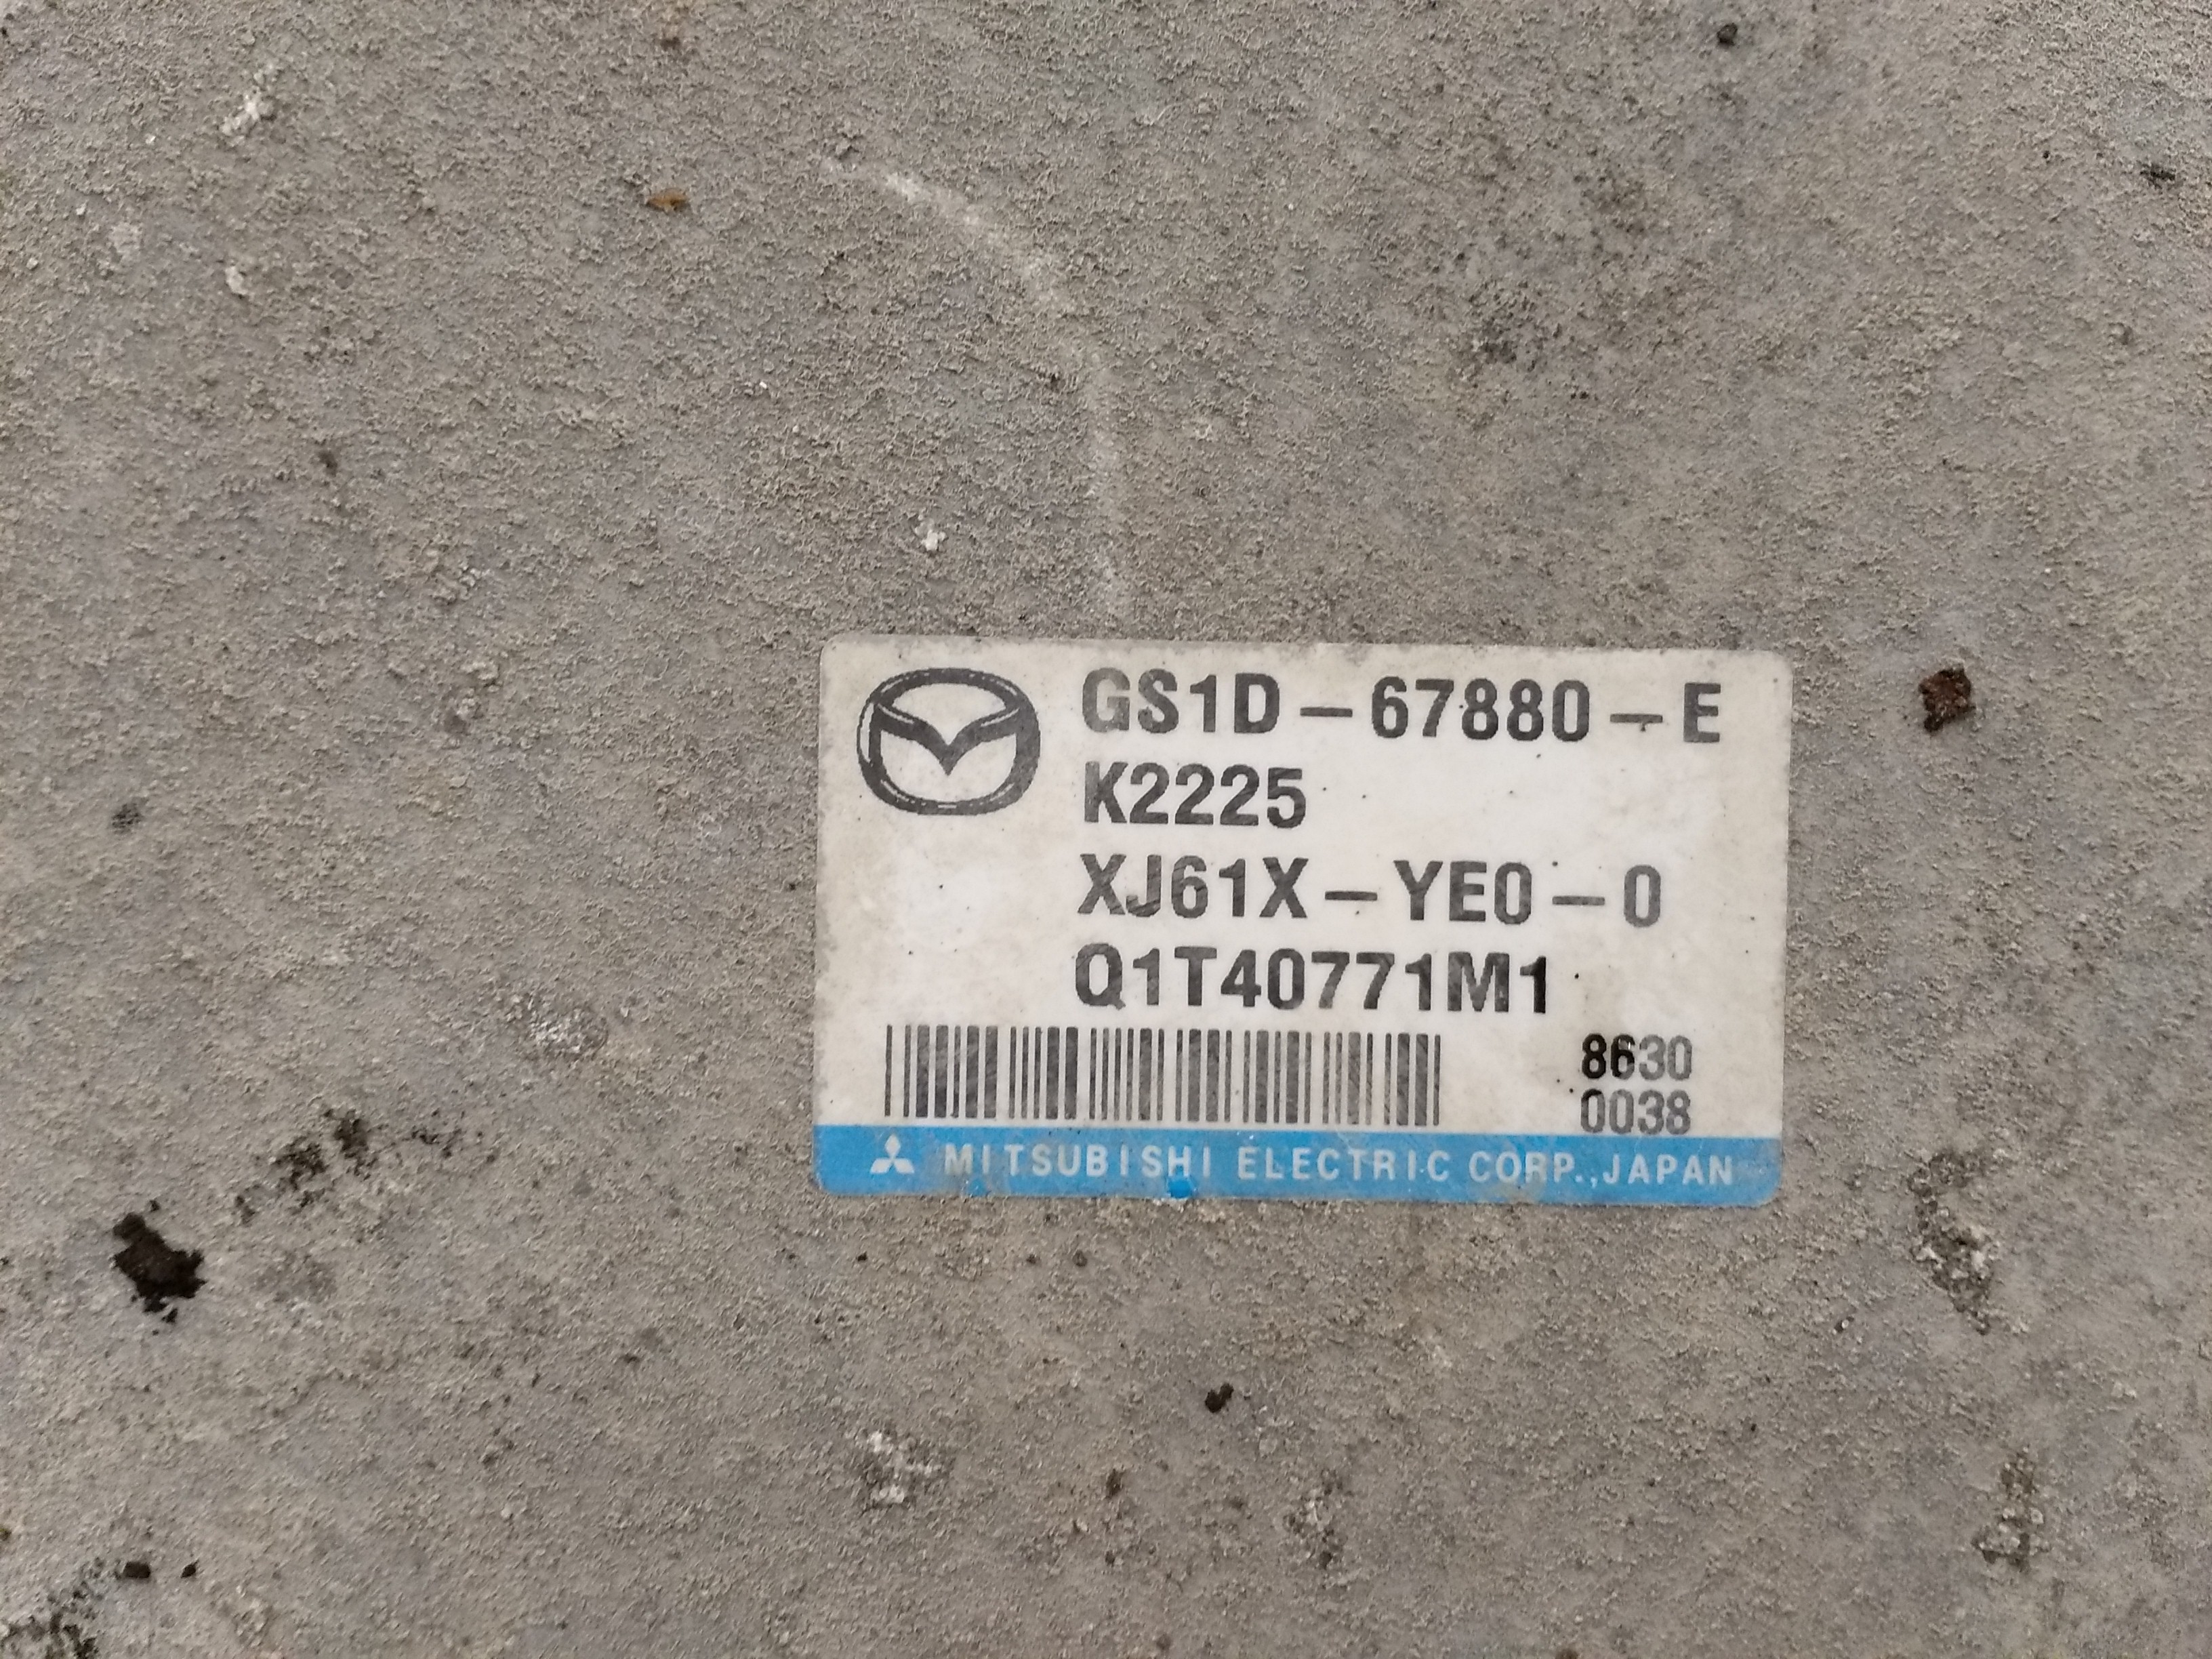 GS1D-67880-E
K2225
XJ61X-YE0-0
Q1T40771M1
8630
0038
MITSUBISHI ELECTRIC CORP.,JAPAN